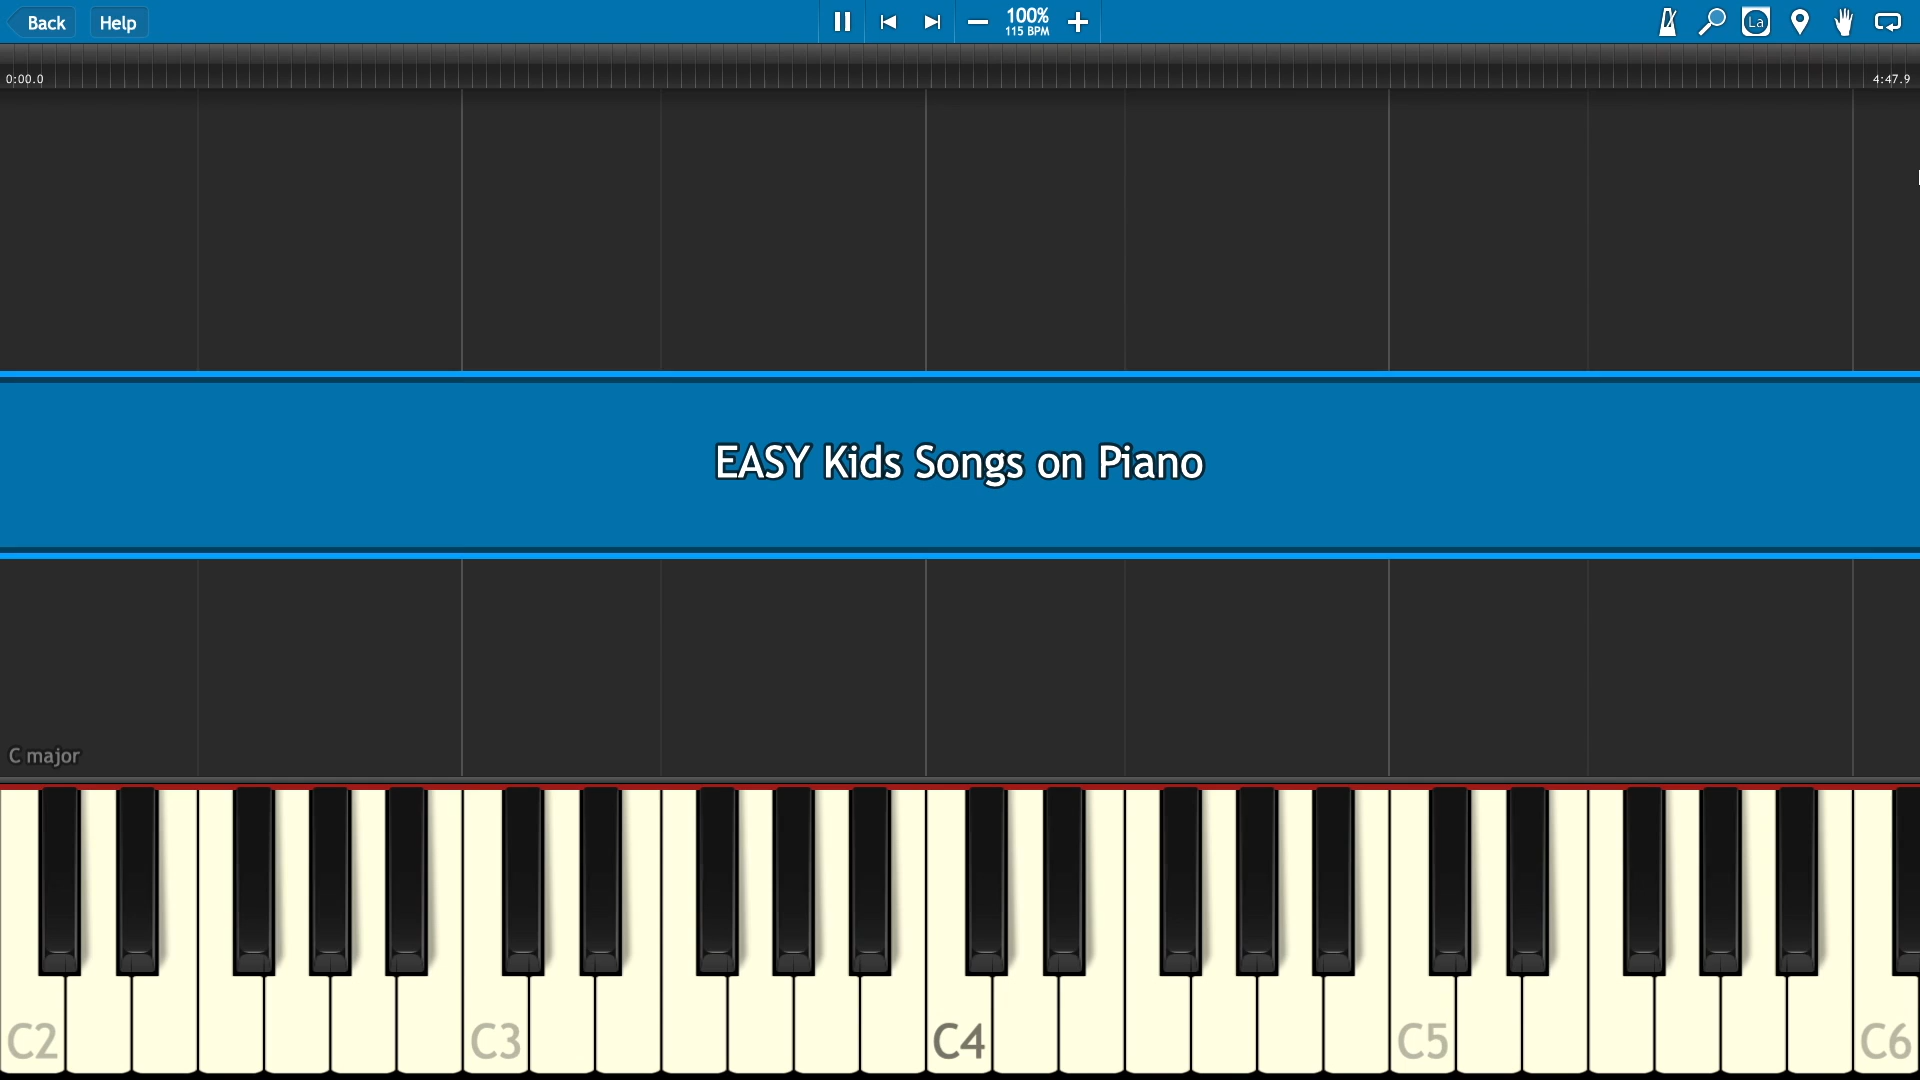 Back Help
100%
115 BPM
La
0:00.0 4:47.9
EASY Kids Songs on Piano
C major
C2 C3 C4 C5 C6